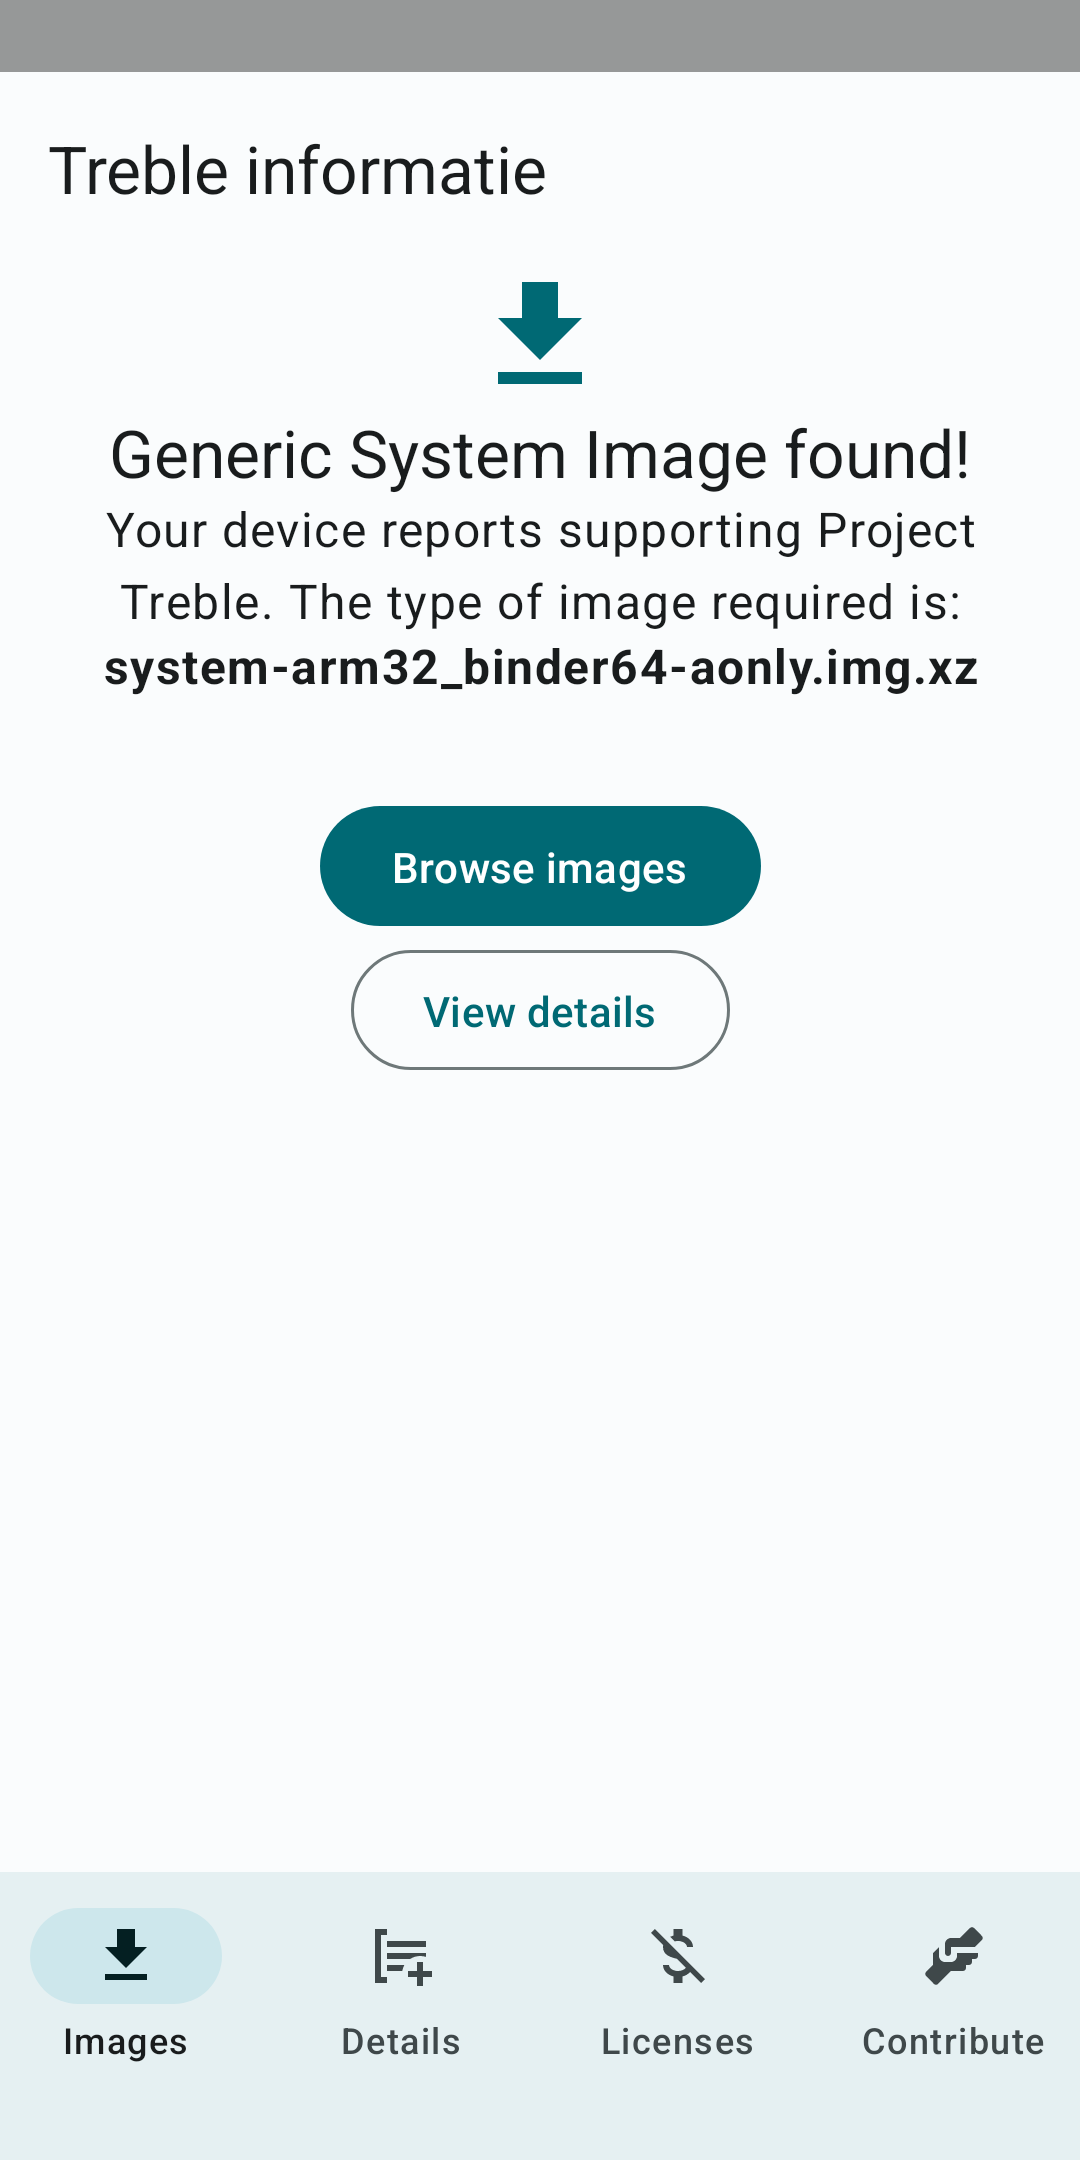 Treble informatie
Generic System Image found!
Your device reports supporting Project
Treble. The type of image required is:
system-arm32_binder64-aonly.img.xz
Browse images
View details
Images
Details
Licenses
Contribute